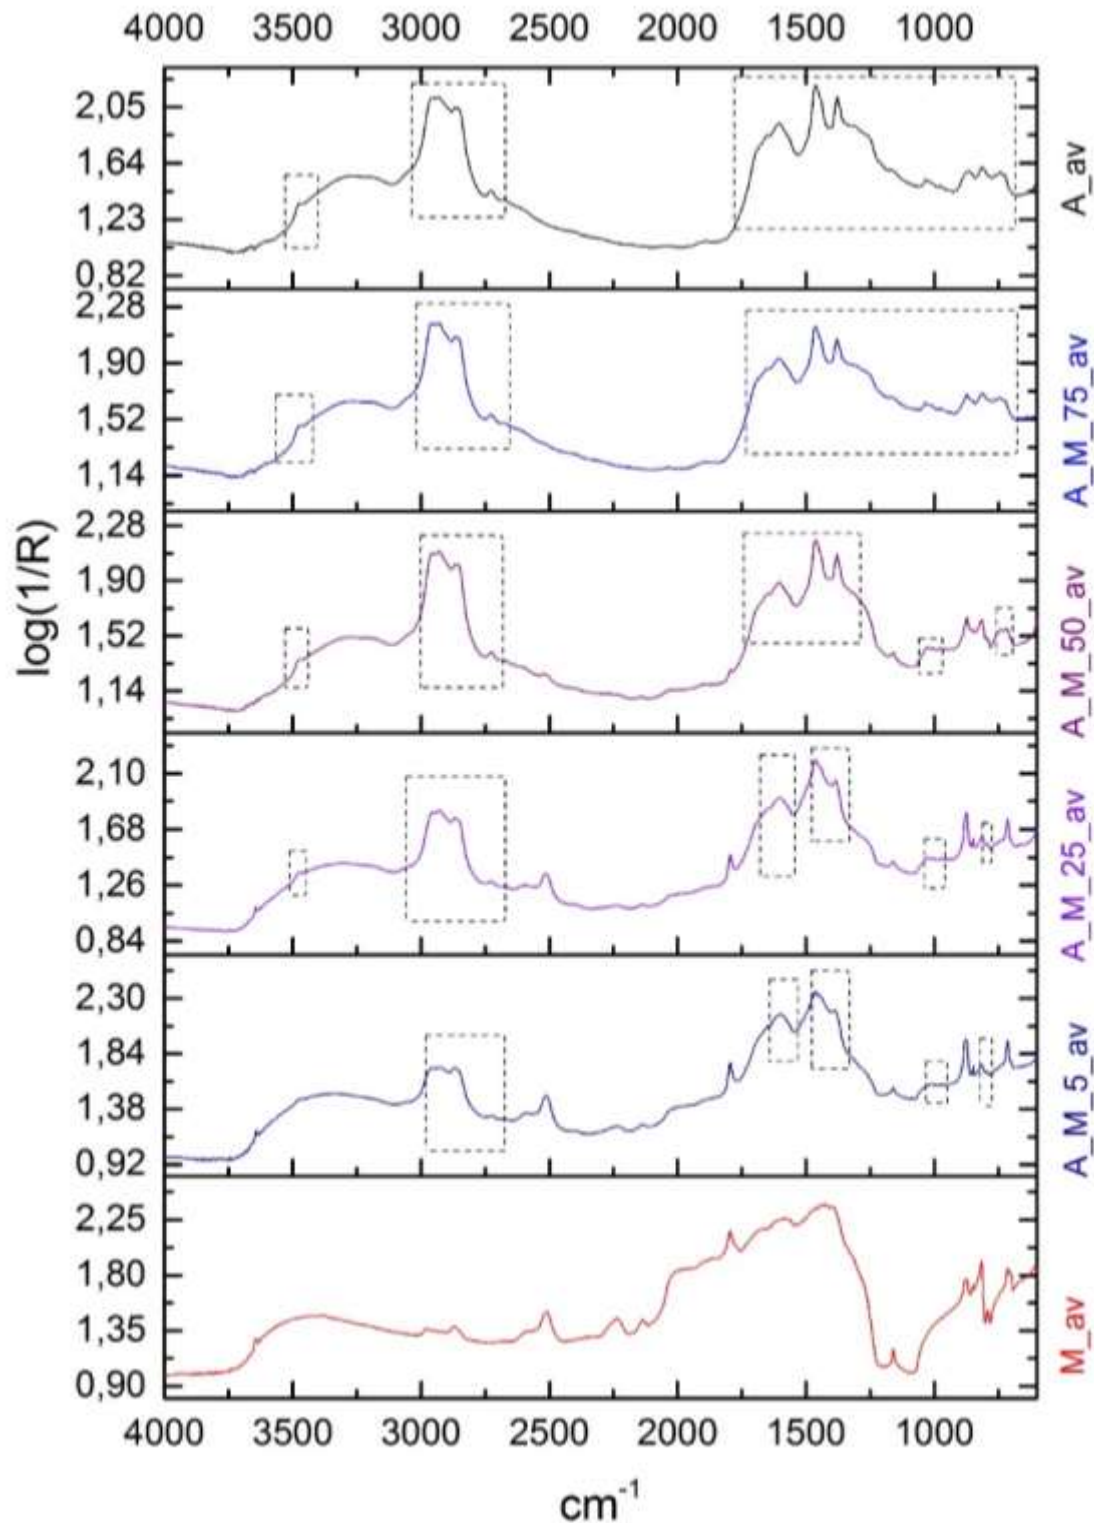 4000 3500 3000 2500 2000 1500 1000
2,05
1,64
1,23
0,82
A_av
2,28
1,90
1,52
1,14
A_M_75_av
2,28
1,90
1,52
1,14
A_M_50_av
log(1/R)
2,10
1,68
1,26
0,84
A_M_25_av
2,30
1,84
1,38
0,92
A_M_5_av
2,25
1,80
1,35
0,90
M_av
4000 3500 3000 2500 2000 1500 1000
cm⁻¹